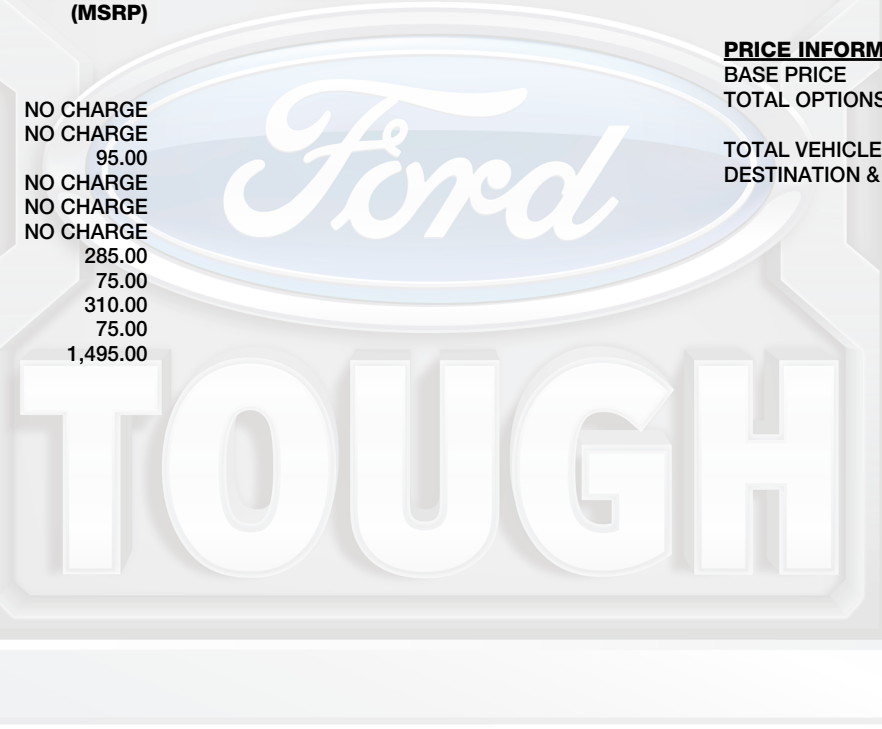 (MSRP)
NO CHARGE
NO CHARGE
95.00
NO CHARGE
NO CHARGE
NO CHARGE
285.00
75.00
310.00
75.00
1,495.00
PRICE INFORM
BASE PRICE
TOTAL OPTIONS
TOTAL VEHICLE
DESTINATION &
Ford
TOUGH